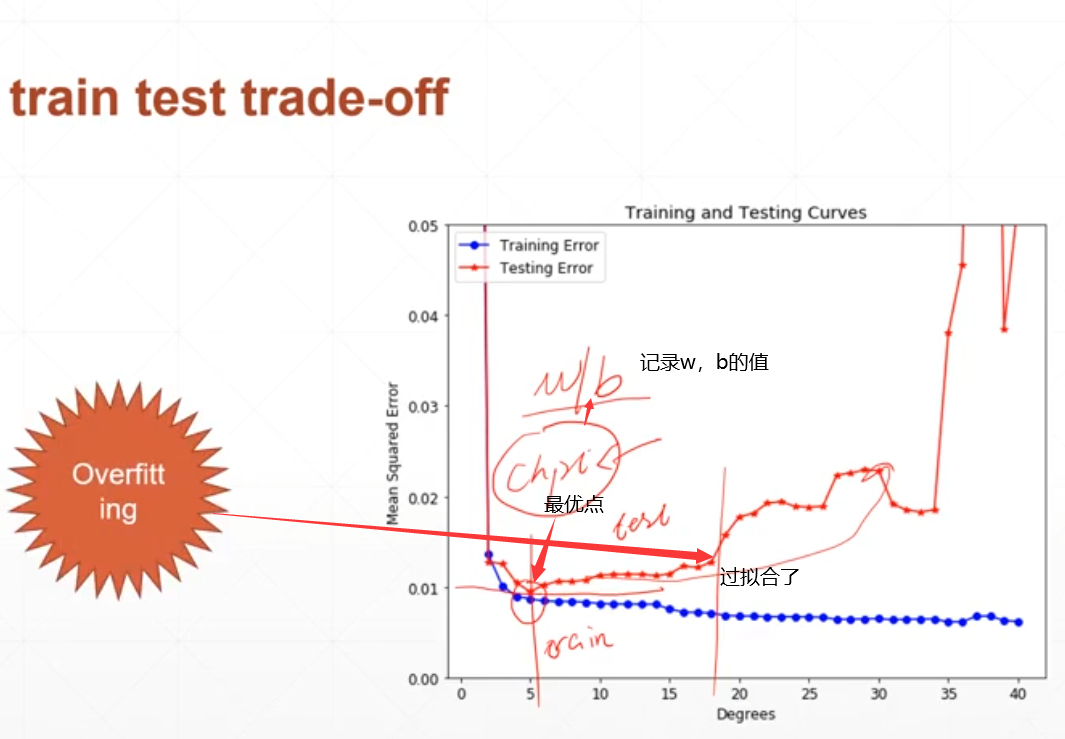 train test trade-off
Training and Testing Curves
0.05
Training Error
Testing Error
0.04
w/b
记录w，b的值
0.03
Mean Squared Error
Overfitt
ing
最优点
0.02
test
过拟合了
0.01
train
0.00
0 5 10 15 20 25 30 35 40
Degrees